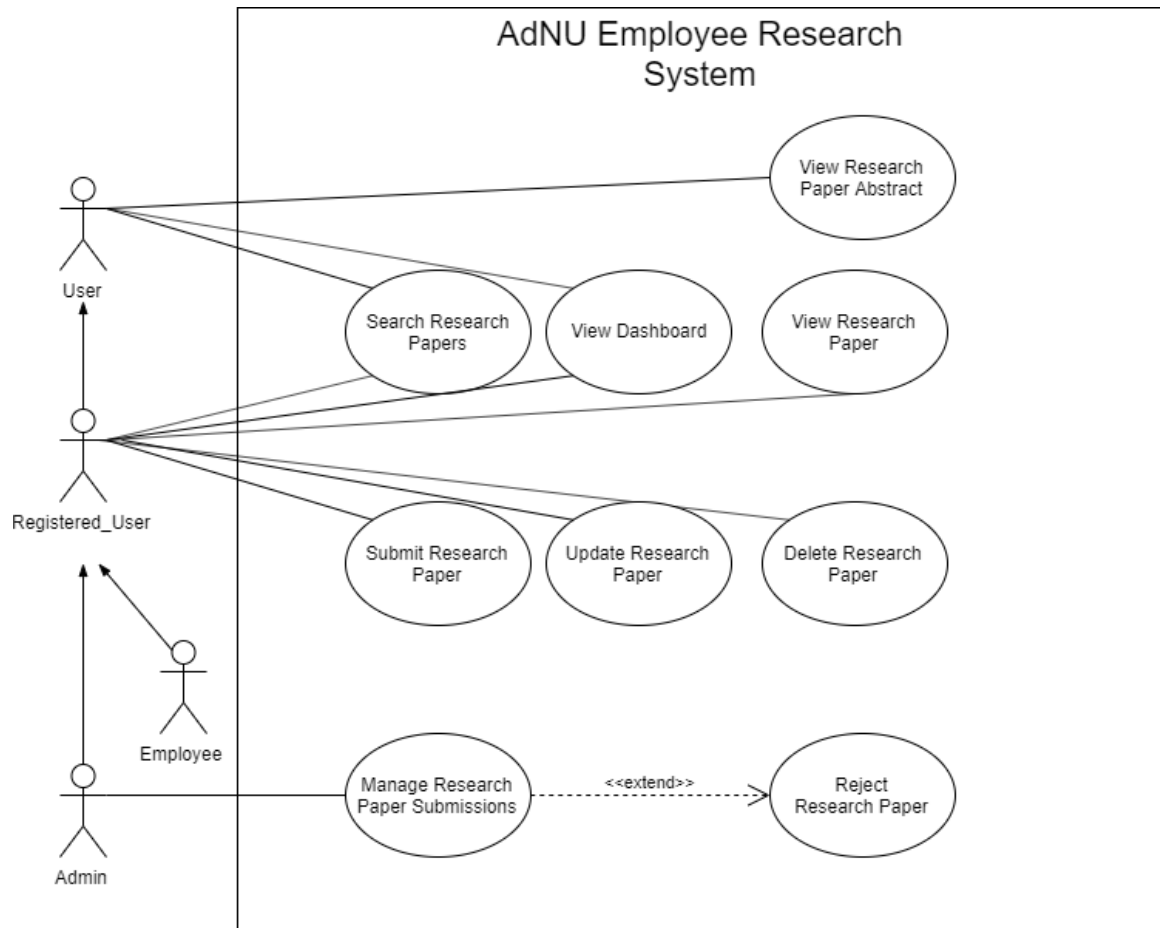 AdNU Employee Research
System
View Research
Paper Abstract
User
Search Research
Papers
View Dashboard
View Research
Paper
Registered_User
Submit Research
Paper
Update Research
Paper
Delete Research
Paper
Employee
Manage Research
Paper Submissions
<<extend>>
Reject
Research Paper
Admin